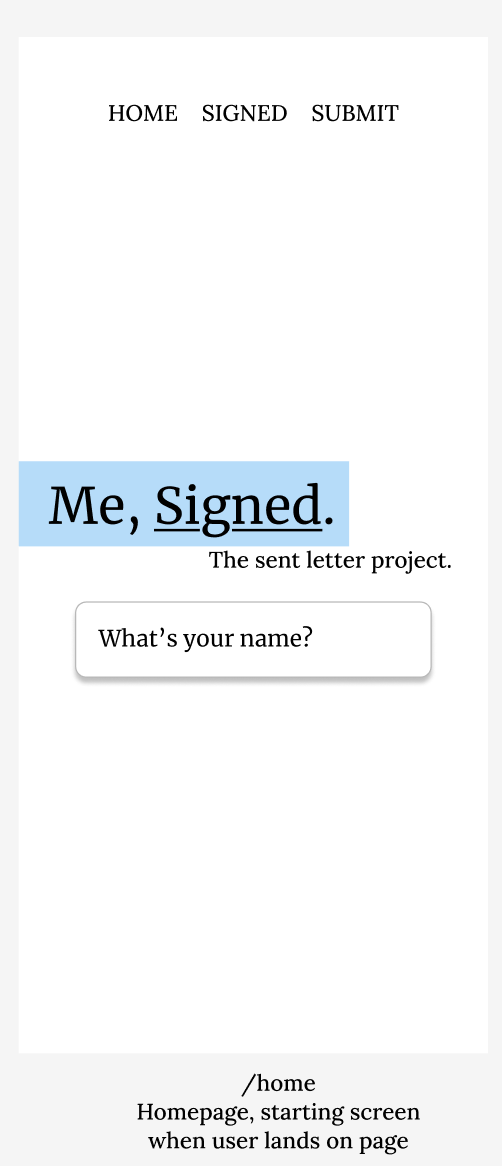 HOME SIGNED SUBMIT
Me, Signed.
The sent letter project.
What’s your name?
/home
Homepage, starting screen
when user lands on page